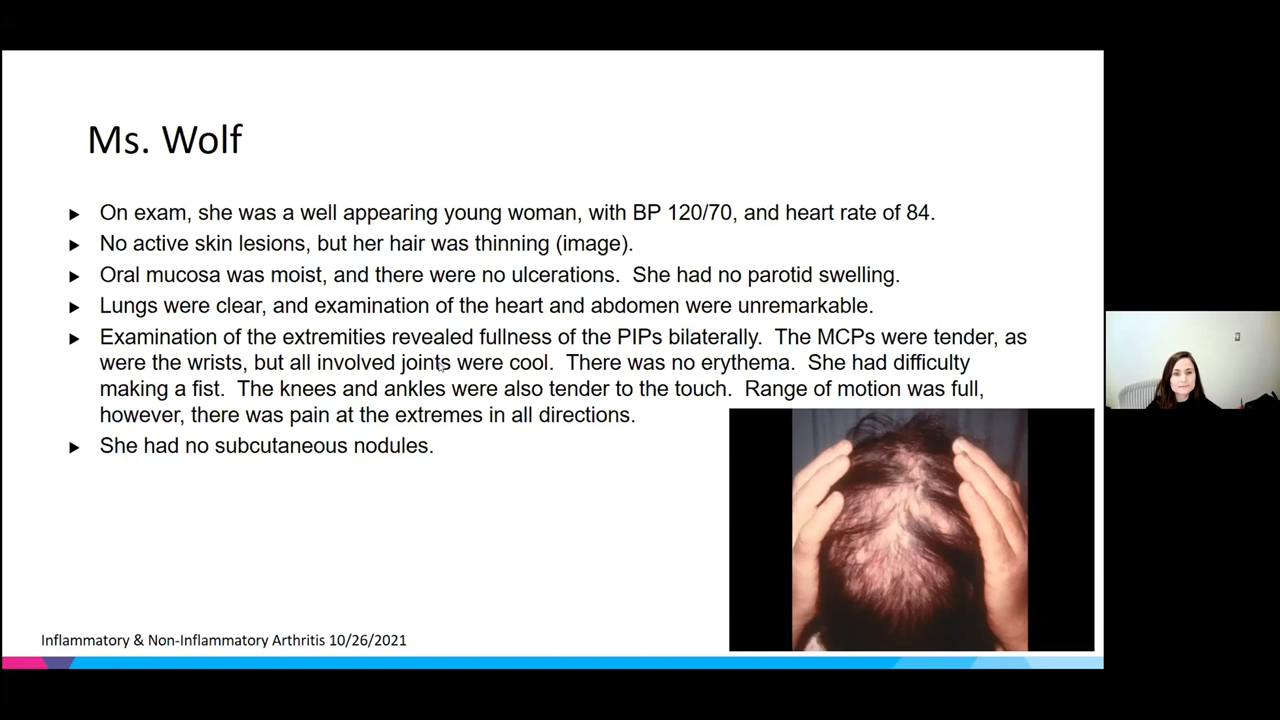 Ms. Wolf
On exam, she was a well appearing young woman, with BP 120/70, and heart rate of 84.
No active skin lesions, but her hair was thinning (image).
Oral mucosa was moist, and there were no ulcerations. She had no parotid swelling.
Lungs were clear, and examination of the heart and abdomen were unremarkable.
Examination of the extremities revealed fullness of the PIPs bilaterally. The MCPs were tender, as
were the wrists, but all involved joints were cool. There was no erythema. She had difficulty
making a fist. The knees and ankles were also tender to the touch. Range of motion was full,
however, there was pain at the extremes in all directions.
She had no subcutaneous nodules.
Inflammatory & Non-Inflammatory Arthritis 10/26/2021